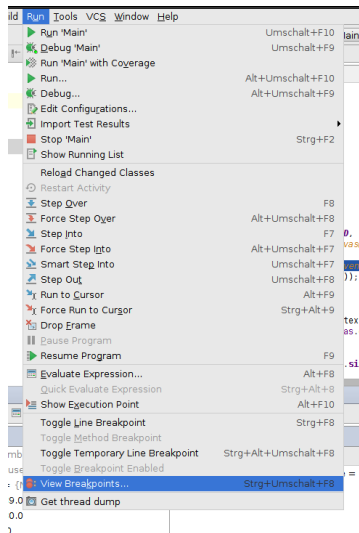 ild Run Tools VCS Window Help
Run 'Main' Umschalt+F10
Debug 'Main' Umschalt+F9
Run 'Main' with Coverage
Run... Alt+Umschalt+F10
Debug... Alt+Umschalt+F9
Edit Configurations...
Import Test Results
Stop 'Main' Strg+F2
Show Running List
Reload Changed Classes
Restart Activity
Step Over F8
Force Step Over Alt+Umschalt+F8
Step Into F7
Force Step Into Alt+Umschalt+F7
Smart Step Into Umschalt+F7
Step Out Umschalt+F8
Run to Cursor Alt+F9
Force Run to Cursor Strg+Alt+9
Drop Frame
Pause Program
Resume Program F9
Evaluate Expression... Alt+F8
Quick Evaluate Expression Strg+Alt+8
Show Execution Point Alt+F10
Toggle Line Breakpoint Strg+F8
Toggle Method Breakpoint
Toggle Temporary Line Breakpoint Strg+Alt+Umschalt+F8
Toggle Breakpoint Enabled
View Breakpoints... Strg+Umschalt+F8
Get thread dump